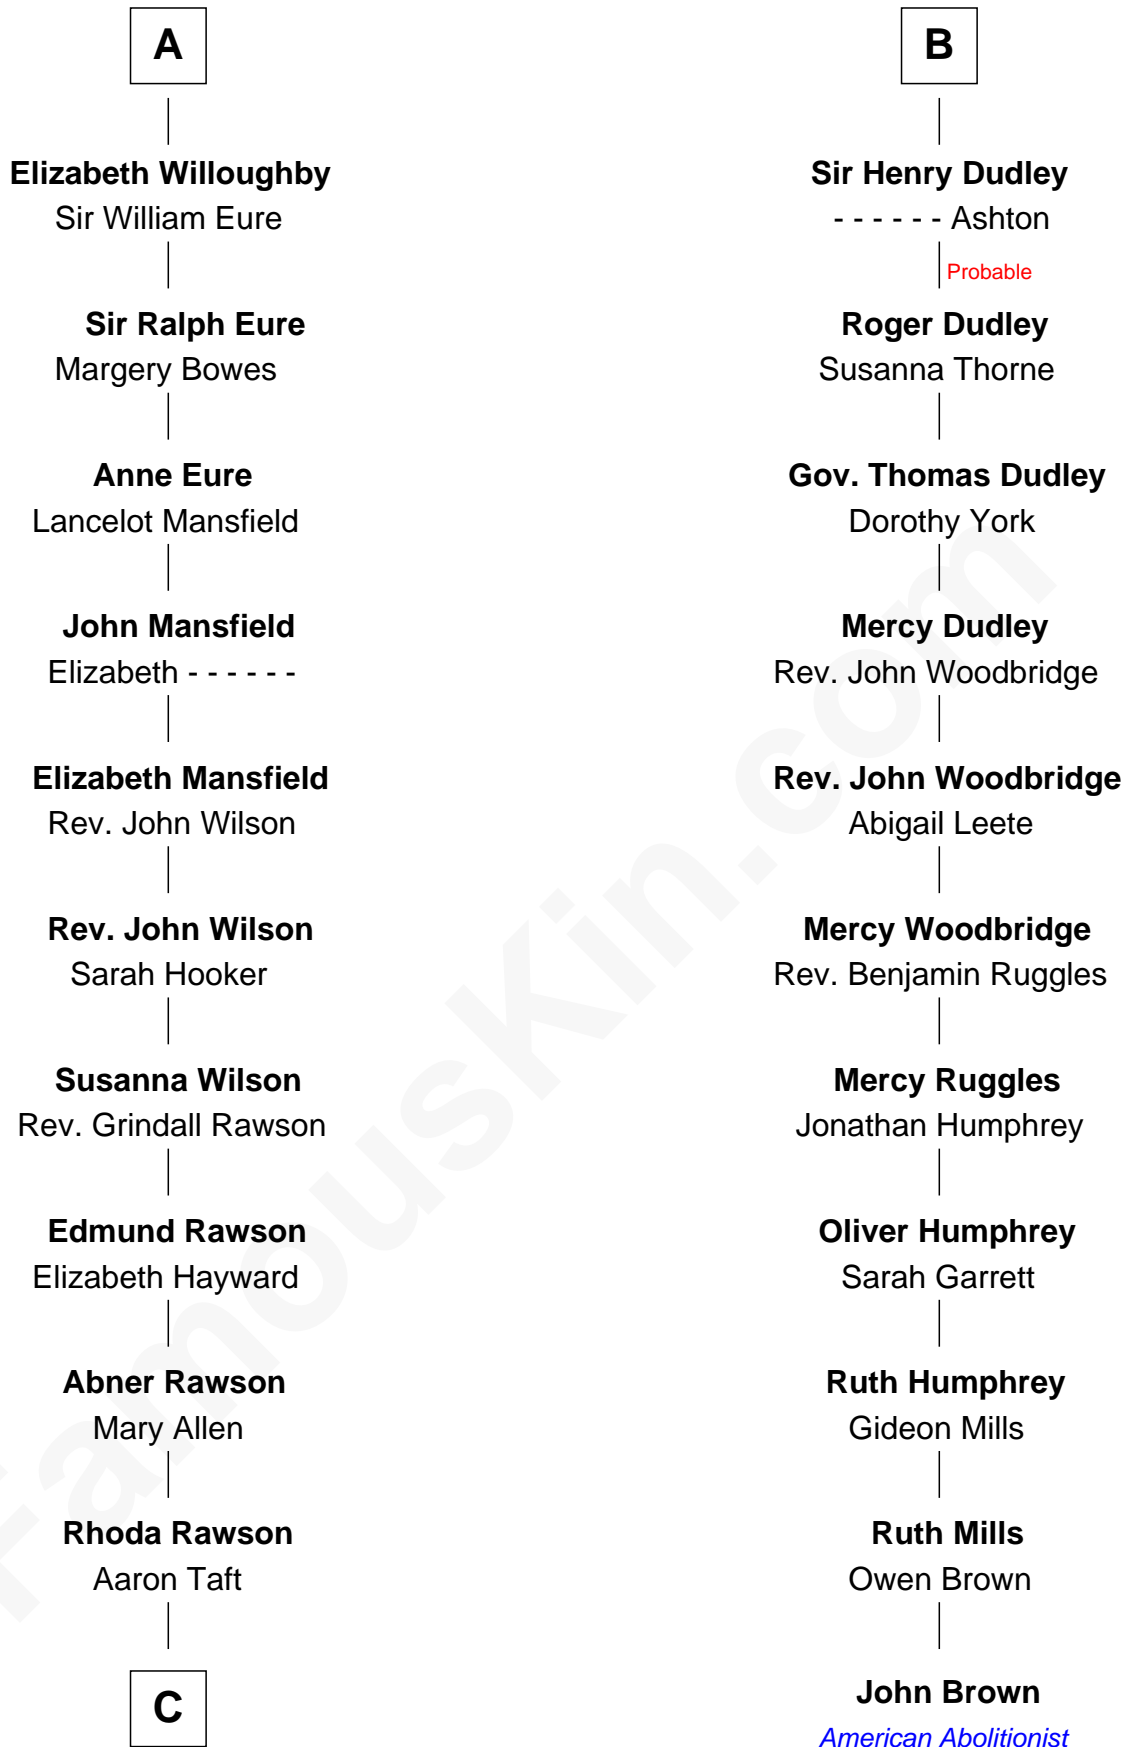 A
Elizabeth Willoughby
Sir William Eure
Sir Ralph Eure
Margery Bowes
Anne Eure
Lancelot Mansfield
John Mansfield
Elizabeth - - - - - -
Elizabeth Mansfield
Rev. John Wilson
Rev. John Wilson
Sarah Hooker
Susanna Wilson
Rev. Grindall Rawson
Edmund Rawson
Elizabeth Hayward
Abner Rawson
Mary Allen
Rhoda Rawson
Aaron Taft
C
B
Sir Henry Dudley
- - - - - - Ashton
Probable
Roger Dudley
Susanna Thorne
Gov. Thomas Dudley
Dorothy York
Mercy Dudley
Rev. John Woodbridge
Rev. John Woodbridge
Abigail Leete
Mercy Woodbridge
Rev. Benjamin Ruggles
Mercy Ruggles
Jonathan Humphrey
Oliver Humphrey
Sarah Garrett
Ruth Humphrey
Gideon Mills
Ruth Mills
Owen Brown
John Brown
American Abolitionist
FamousKin.com